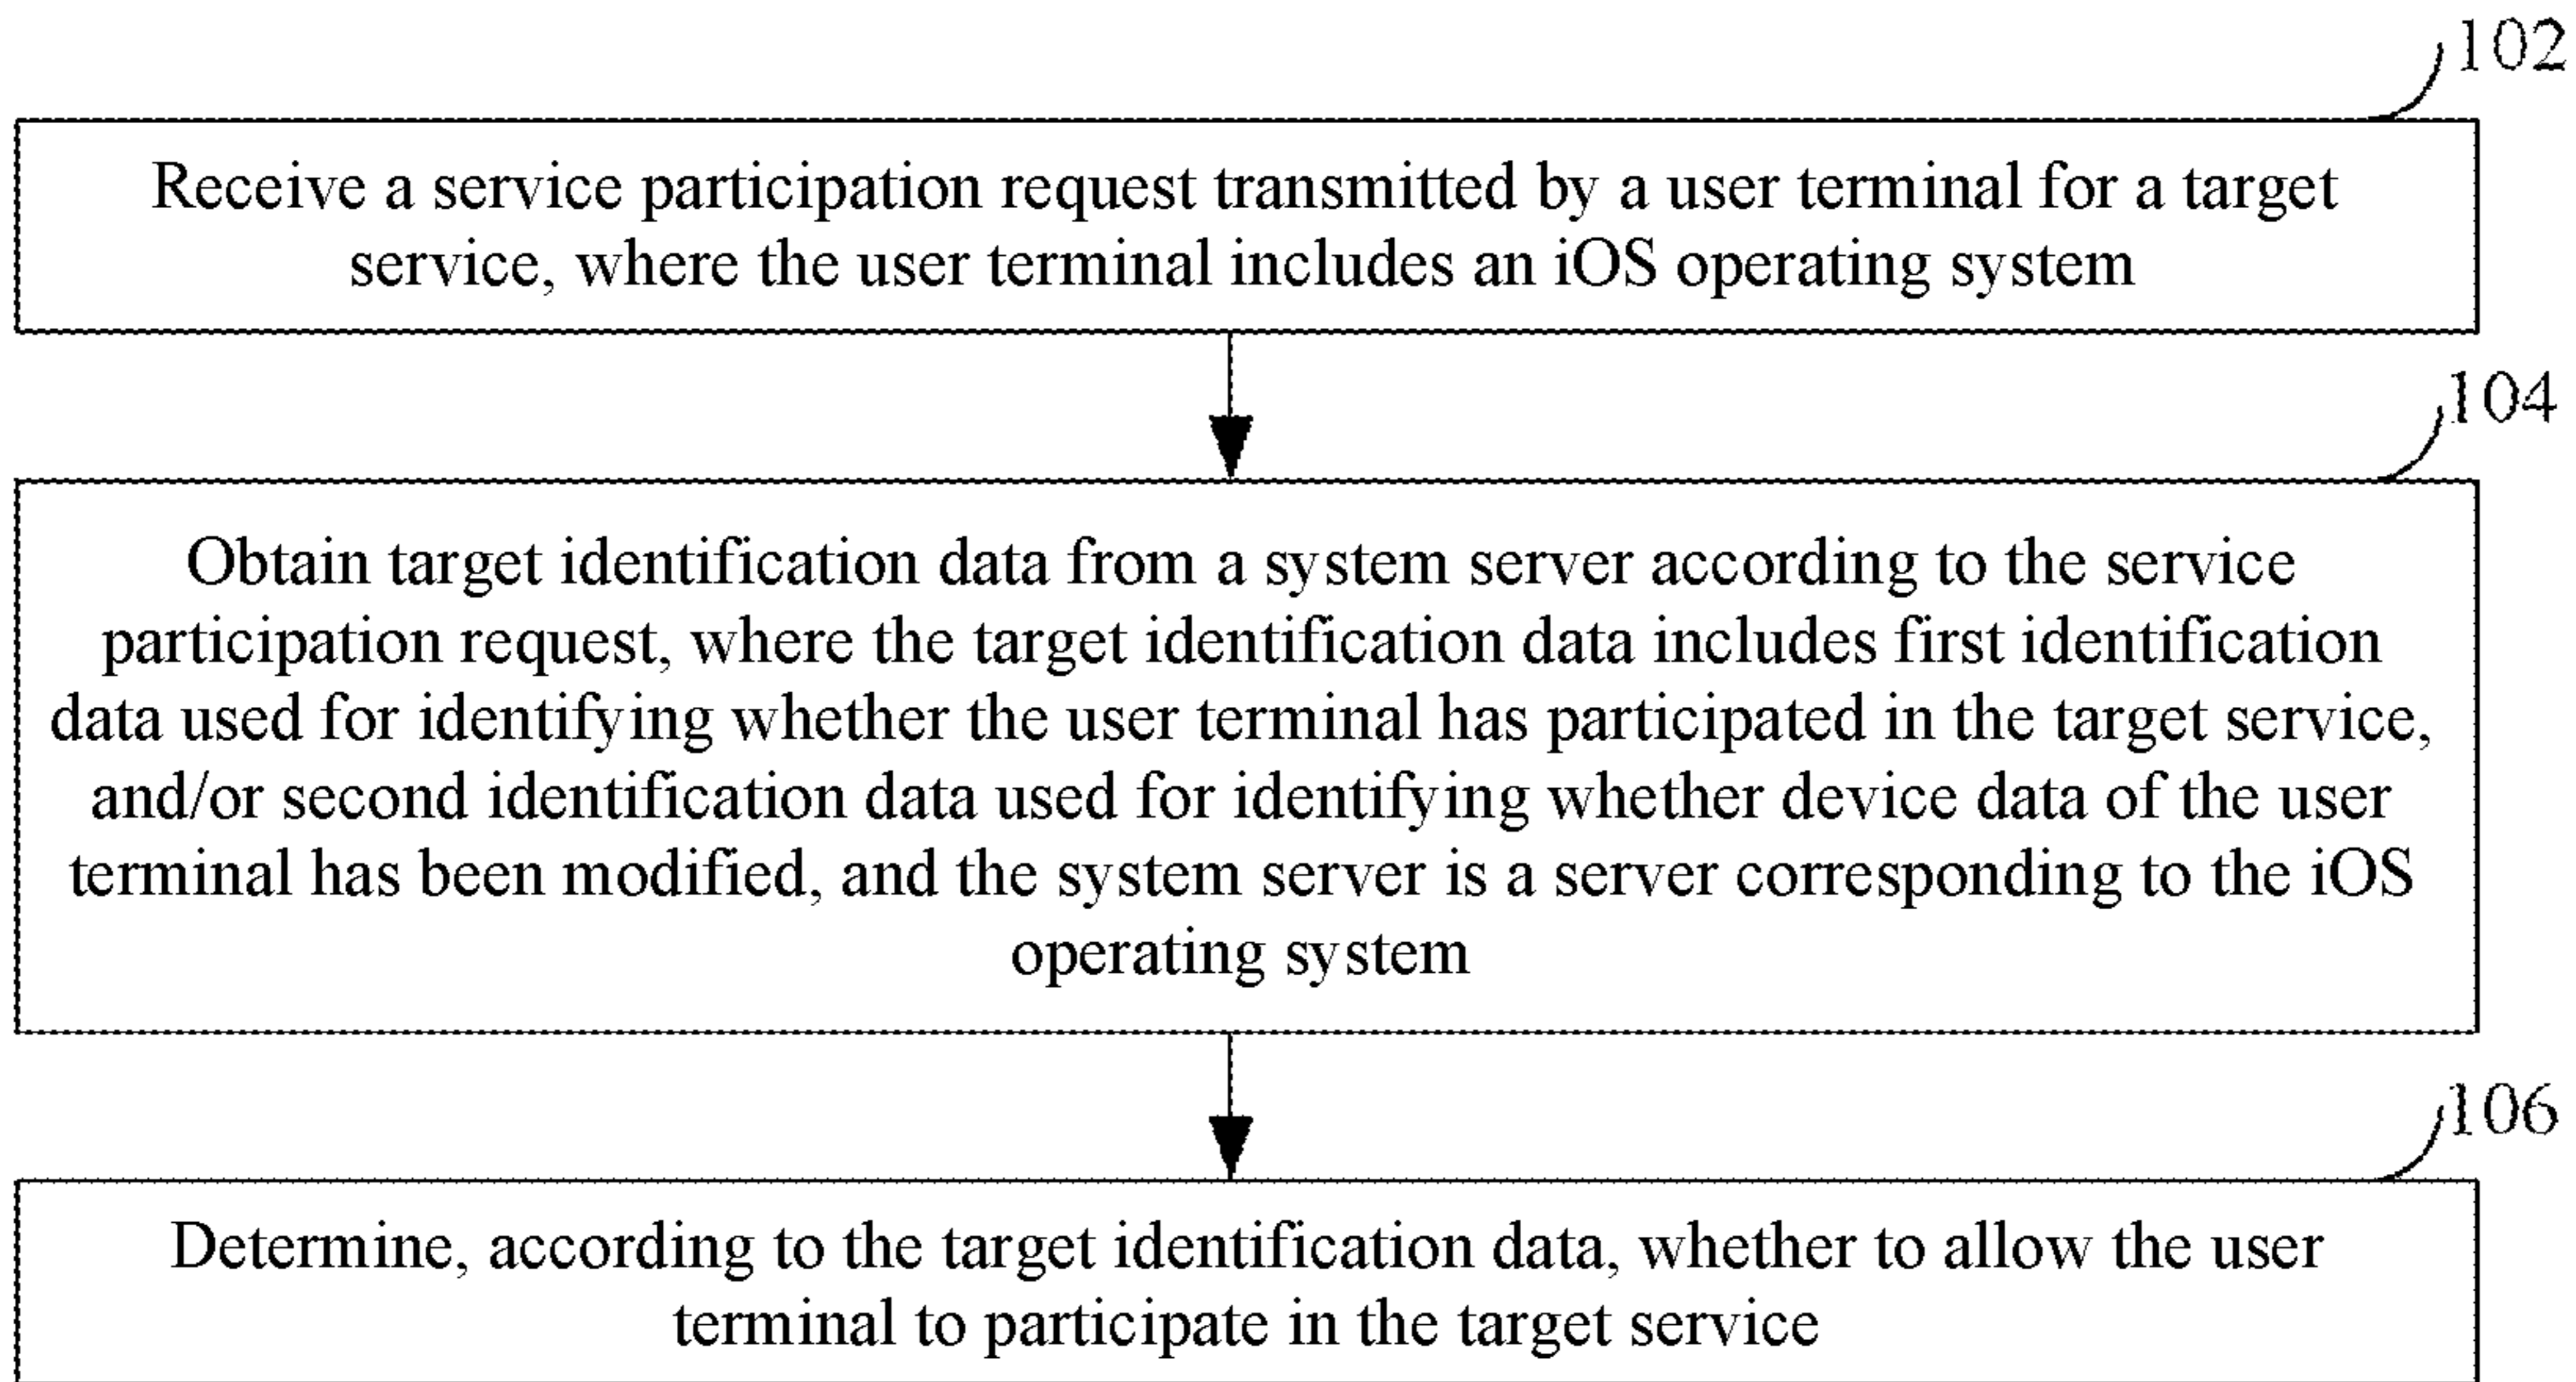 102
Receive a service participation request transmitted by a user terminal for a target
service, where the user terminal includes an iOS operating system
104
Obtain target identification data from a system server according to the service
participation request, where the target identification data includes first identification
data used for identifying whether the user terminal has participated in the target service,
and/or second identification data used for identifying whether device data of the user
terminal has been modified, and the system server is a server corresponding to the iOS
operating system
106
Determine, according to the target identification data, whether to allow the user
terminal to participate in the target service